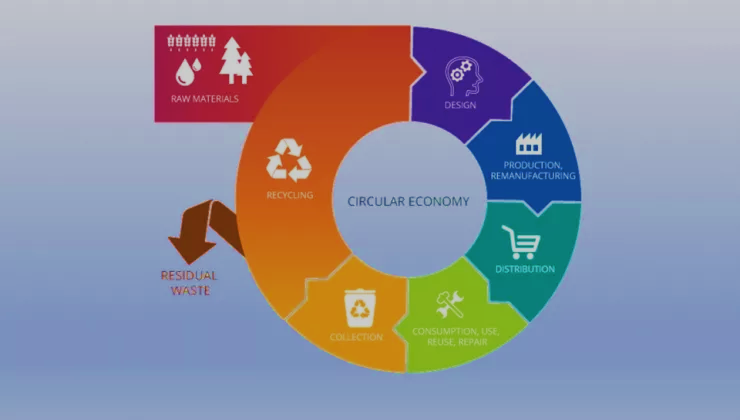 RAW MATERIALS
DESIGN
PRODUCTION,
REMANUFACTURING
RECYCLING
CIRCULAR ECONOMY
DISTRIBUTION
RESIDUAL
WASTE
COLLECTION
CONSUMPTION, USE,
REUSE, REPAIR